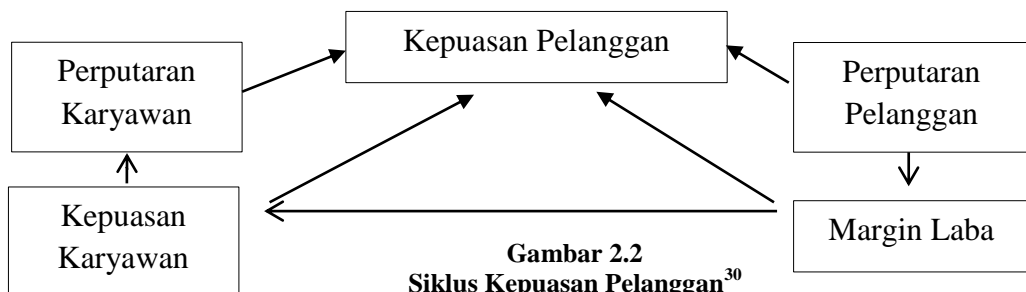 Kepuasan Pelanggan
Perputaran
Karyawan
Perputaran
Pelanggan
Kepuasan
Karyawan
Margin Laba
Gambar 2.2
Siklus Kepuasan Pelanggan30